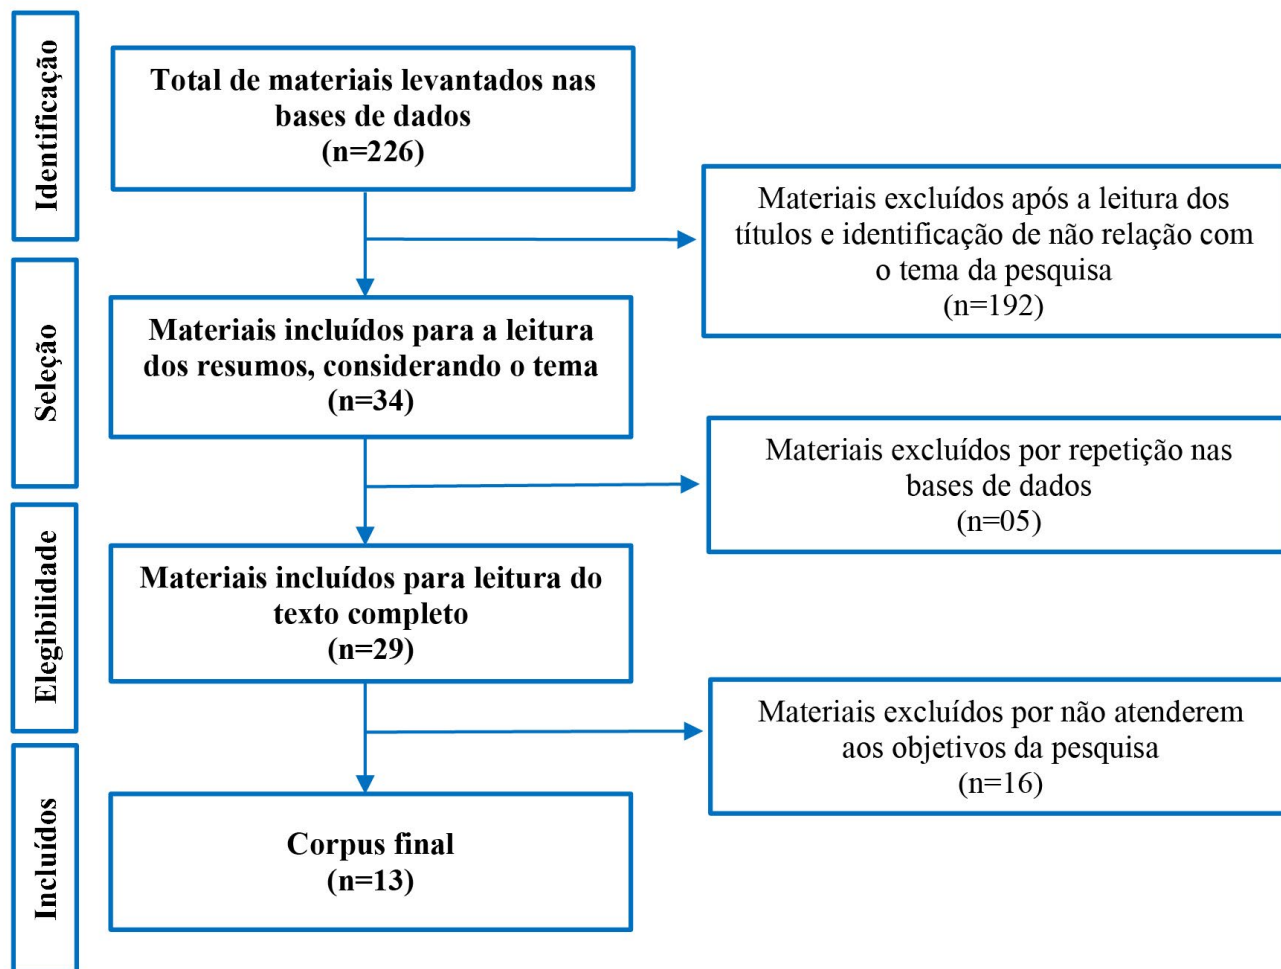 Identificação
Total de materiais levantados nas
bases de dados
(n=226)
Materiais excluídos após a leitura dos
títulos e identificação de não relação com
o tema da pesquisa
(n=192)
Seleção
Materiais incluídos para a leitura
dos resumos, considerando o tema
(n=34)
Materiais excluídos por repetição nas
bases de dados
(n=05)
Elegibilidade
Materiais incluídos para leitura do
texto completo
(n=29)
Materiais excluídos por não atenderem
aos objetivos da pesquisa
(n=16)
Incluídos
Corpus final
(n=13)